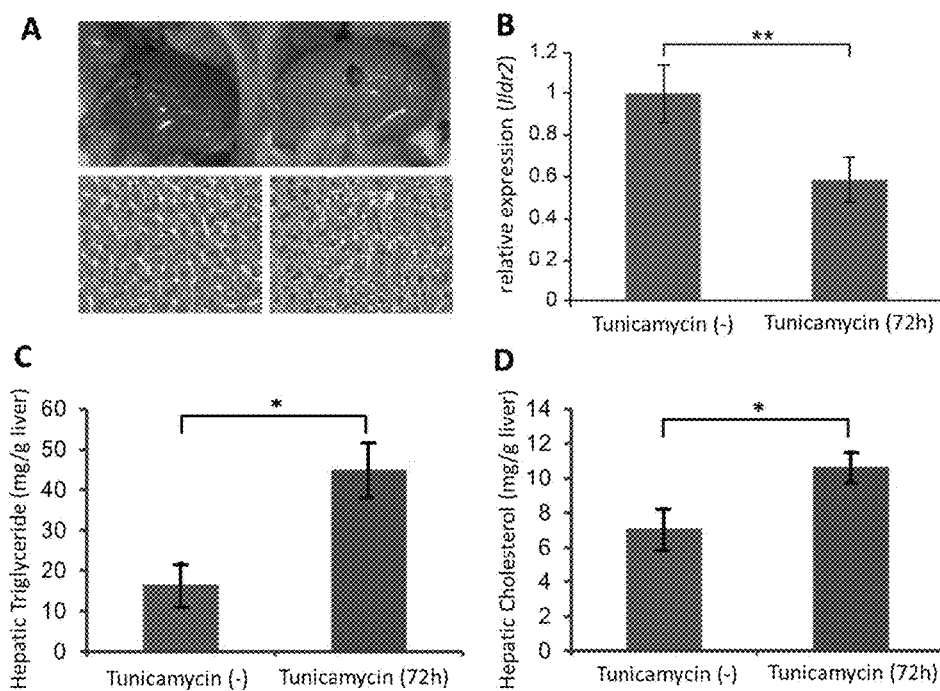 A
B
**
relative expression (Ildr2)
1.2
1
0.8
0.6
0.4
0.2
0
Tunicamycin (-) Tunicamycin (72h)
C
*
Hepatic Triglyceride (mg/g liver)
60
50
40
30
20
10
0
Tunicamycin (-) Tunicamycin (72h)
D
*
Hepatic Cholesterol (mg/g liver)
14
12
10
8
6
4
2
0
Tunicamycin (-) Tunicamycin (72h)